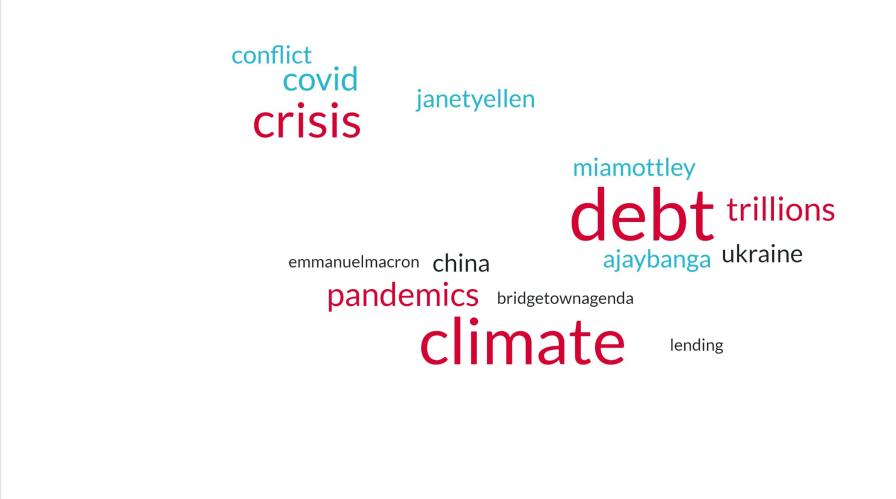 conflict
covid
janetyellen
crisis
miamottley
debt
trillions
ajaybanga
ukraine
emmanuelmacron
china
pandemics
bridgetownagenda
climate
lending